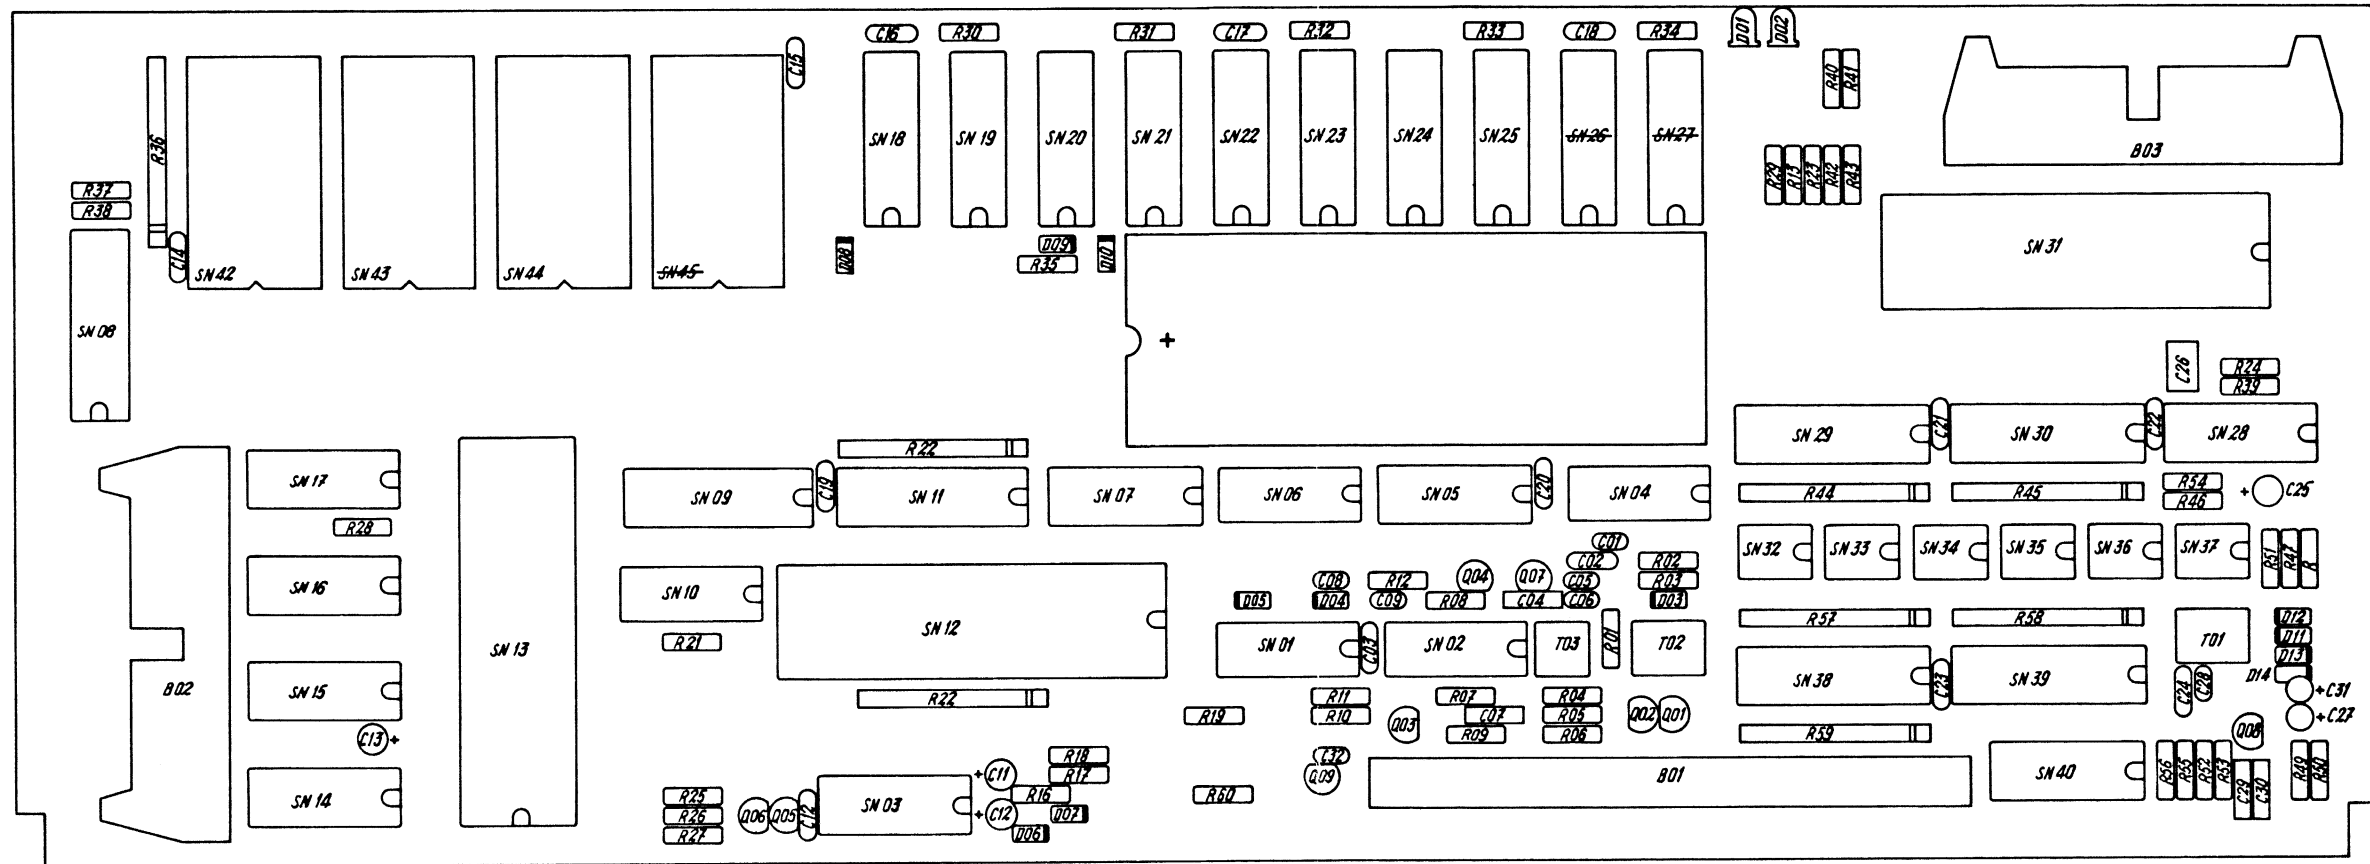 C16
R30
R31
C17
R32
R33
C18
R34
D01
D02
C15
R40
R41
R36
SN18
SN19
SN20
SN21
SN22
SN23
SN24
SN25
SN26
SN27
B03
R29
R13
R23
R42
R43
R37
R38
C14
SN42
SN43
SN44
SN45
D08
D09
R35
D10
SN31
SN08
+
C26
R24
R39
R22
SN29
C21
SN30
C22
SN28
SN17
SN09
C19
SN11
SN07
SN06
SN05
C20
SN04
R44
R45
R54
R46
+
C25
R28
C01
C02
SN32
SN33
SN34
SN35
SN36
SN37
R51
R47
R
SN16
SN10
C08
R12
Q04
Q07
C05
R02
R03
D05
D04
C09
R08
C04
C06
D03
R57
R58
D12
D11
D13
D14
R21
SN12
SN13
SN01
C03
SN02
T03
R01
T02
T01
B02
SN15
R22
R11
R07
R04
SN38
C23
SN39
C24
C28
+C31
+C27
R19
R10
Q03
C07
R05
Q02
Q01
R09
R06
R59
Q08
C13
+
R18
R17
C32
Q09
B01
SN40
R56
R55
R52
R53
C29
C30
R49
R50
SN14
R25
R26
R27
Q06
Q05
C12
SN03
+
C11
R16
+
C12
D07
D06
R60